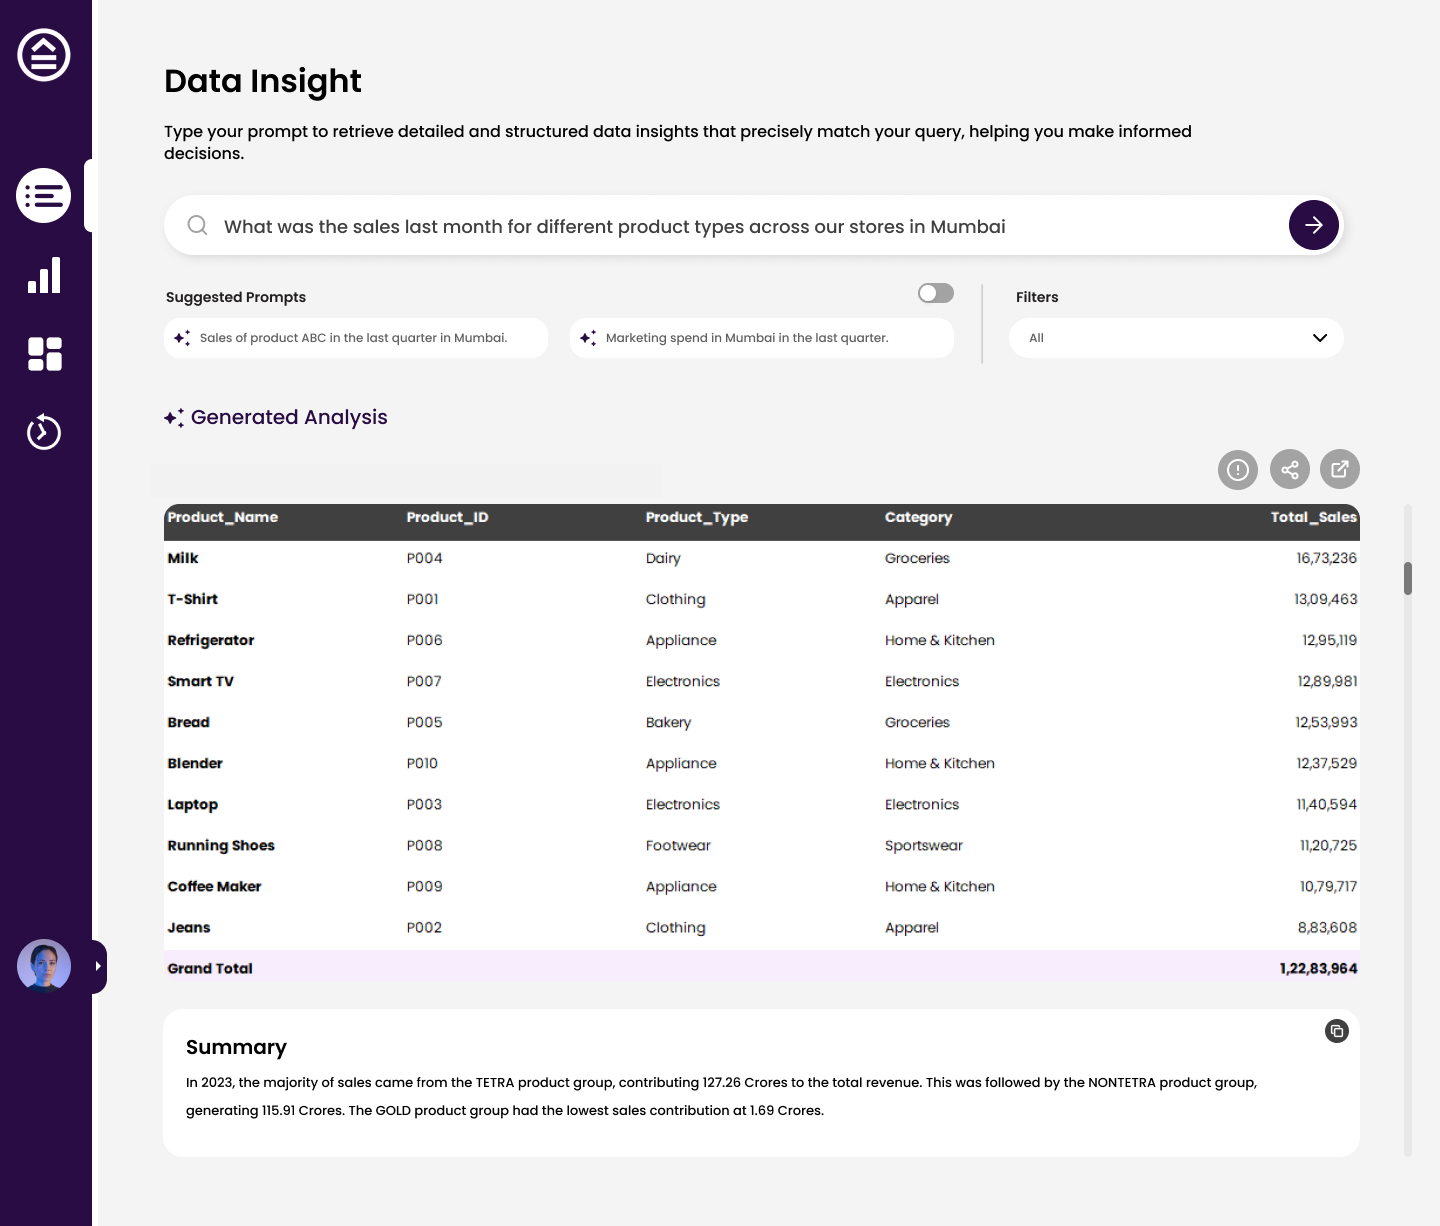 Data Insight
Type your prompt to retrieve detailed and structured data insights that precisely match your query, helping you make informed
decisions.
What was the sales last month for different product types across our stores in Mumbai
Suggested Prompts
Filters
Sales of product ABC in the last quarter in Mumbai.
Marketing spend in Mumbai in the last quarter.
All
Generated Analysis
Product_Name Product_ID Product_Type Category Total_Sales
Milk P004 Dairy Groceries 16,73,236
T-Shirt P001 Clothing Apparel 13,09,463
Refrigerator P006 Appliance Home & Kitchen 12,95,119
Smart TV P007 Electronics Electronics 12,89,981
Bread P005 Bakery Groceries 12,53,993
Blender P010 Appliance Home & Kitchen 12,37,529
Laptop P003 Electronics Electronics 11,40,594
Running Shoes P008 Footwear Sportswear 11,20,725
Coffee Maker P009 Appliance Home & Kitchen 10,79,717
Jeans P002 Clothing Apparel 8,83,608
Grand Total 1,22,83,964
Summary
In 2023, the majority of sales came from the TETRA product group, contributing 127.26 Crores to the total revenue. This was followed by the NONTETRA product group,
generating 115.91 Crores. The GOLD product group had the lowest sales contribution at 1.69 Crores.